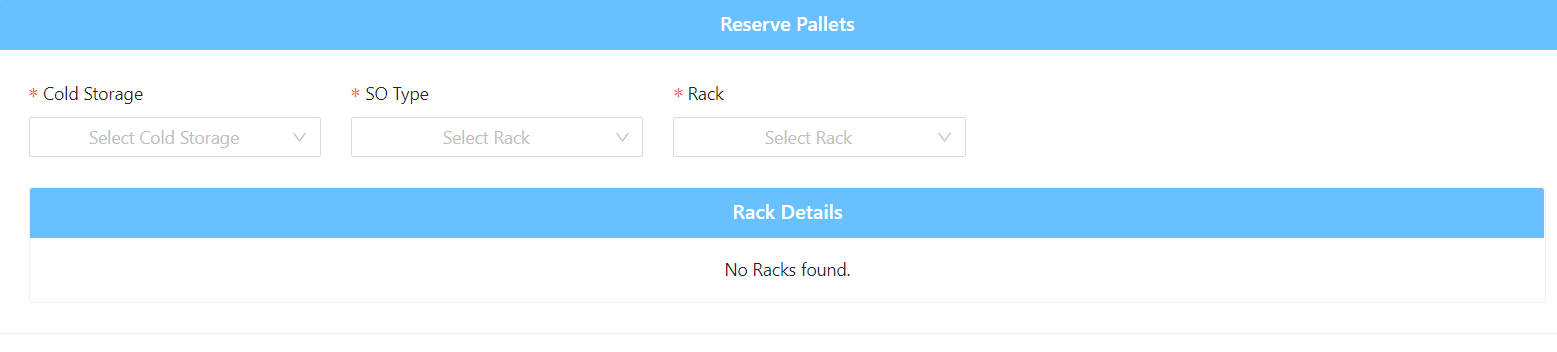 Reserve Pallets
* Cold Storage
* SO Type
* Rack
Select Cold Storage
Select Rack
Select Rack
Rack Details
No Racks found.